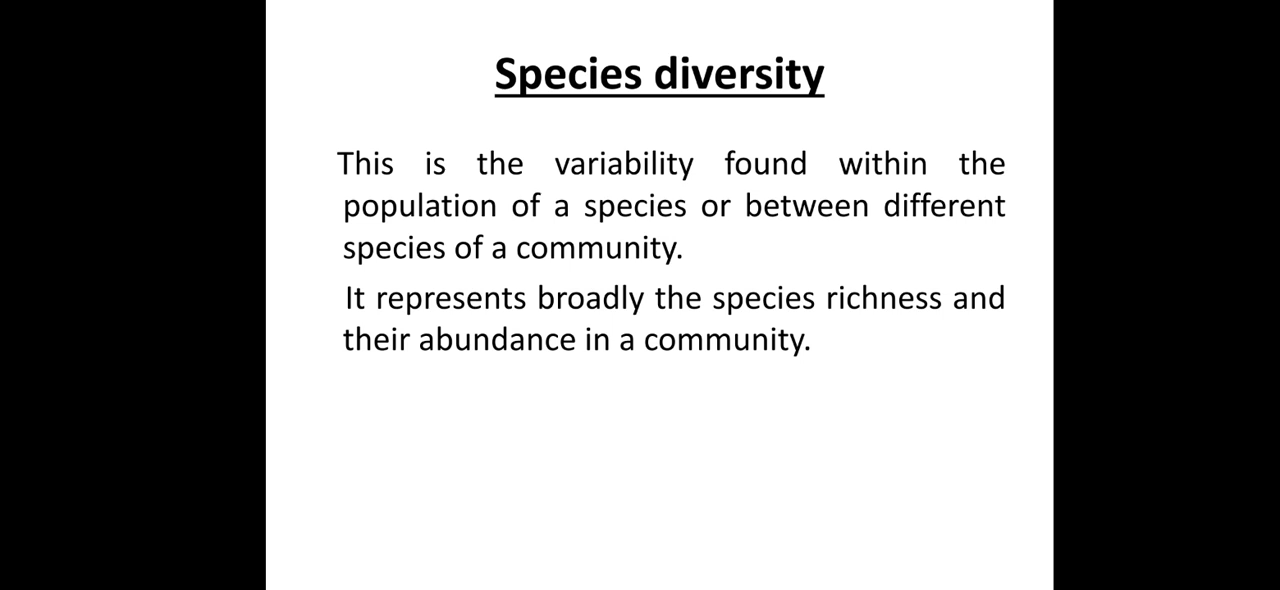 Species diversity
This is the variability found within the
population of a species or between different
species of a community.
It represents broadly the species richness and
their abundance in a community.